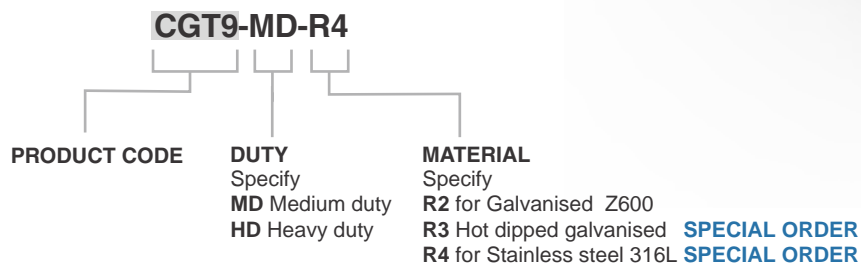 CGT9-MD-R4
PRODUCT CODE
DUTY
Specify
MD Medium duty
HD Heavy duty
MATERIAL
Specify
R2 for Galvanised Z600
R3 Hot dipped galvanised SPECIAL ORDER
R4 for Stainless steel 316L SPECIAL ORDER